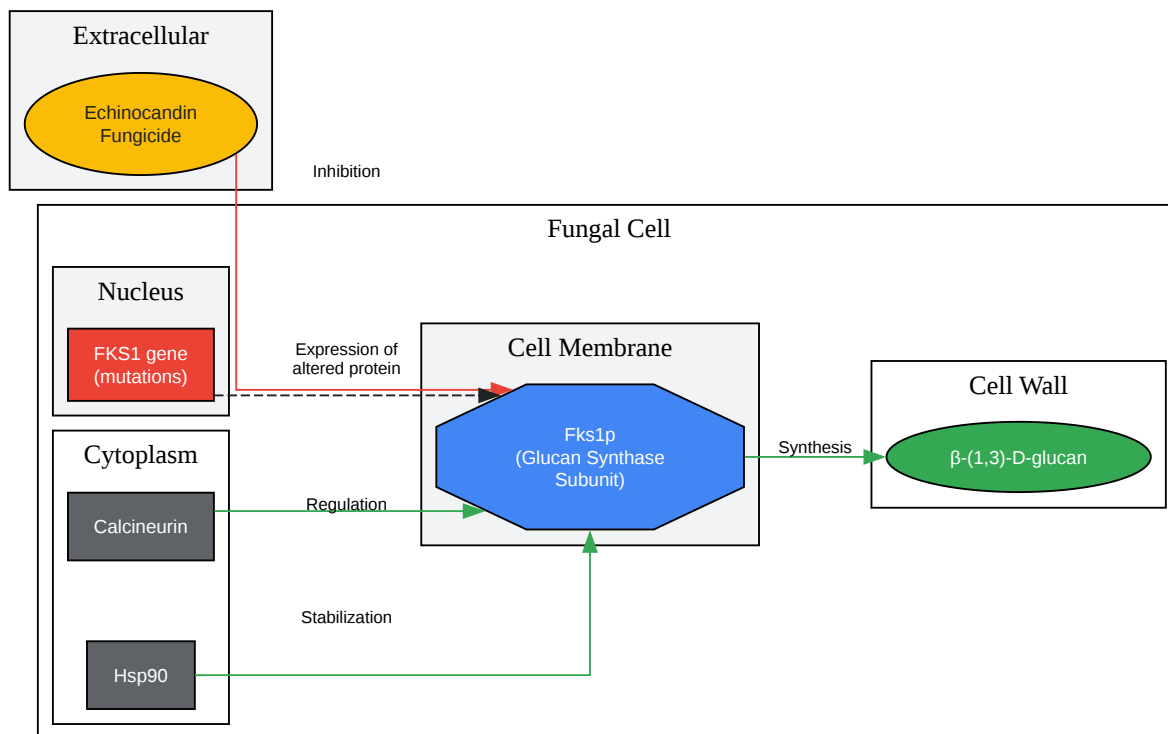 Extracellular
Echinocandin
Fungicide
Inhibition
Fungal Cell
Nucleus
FKS1 gene
(mutations)
Expression of
altered protein
Cell Membrane
Fks1p
(Glucan Synthase
Subunit)
Synthesis
Cell Wall
β-(1,3)-D-glucan
Cytoplasm
Calcineurin
Regulation
Stabilization
Hsp90